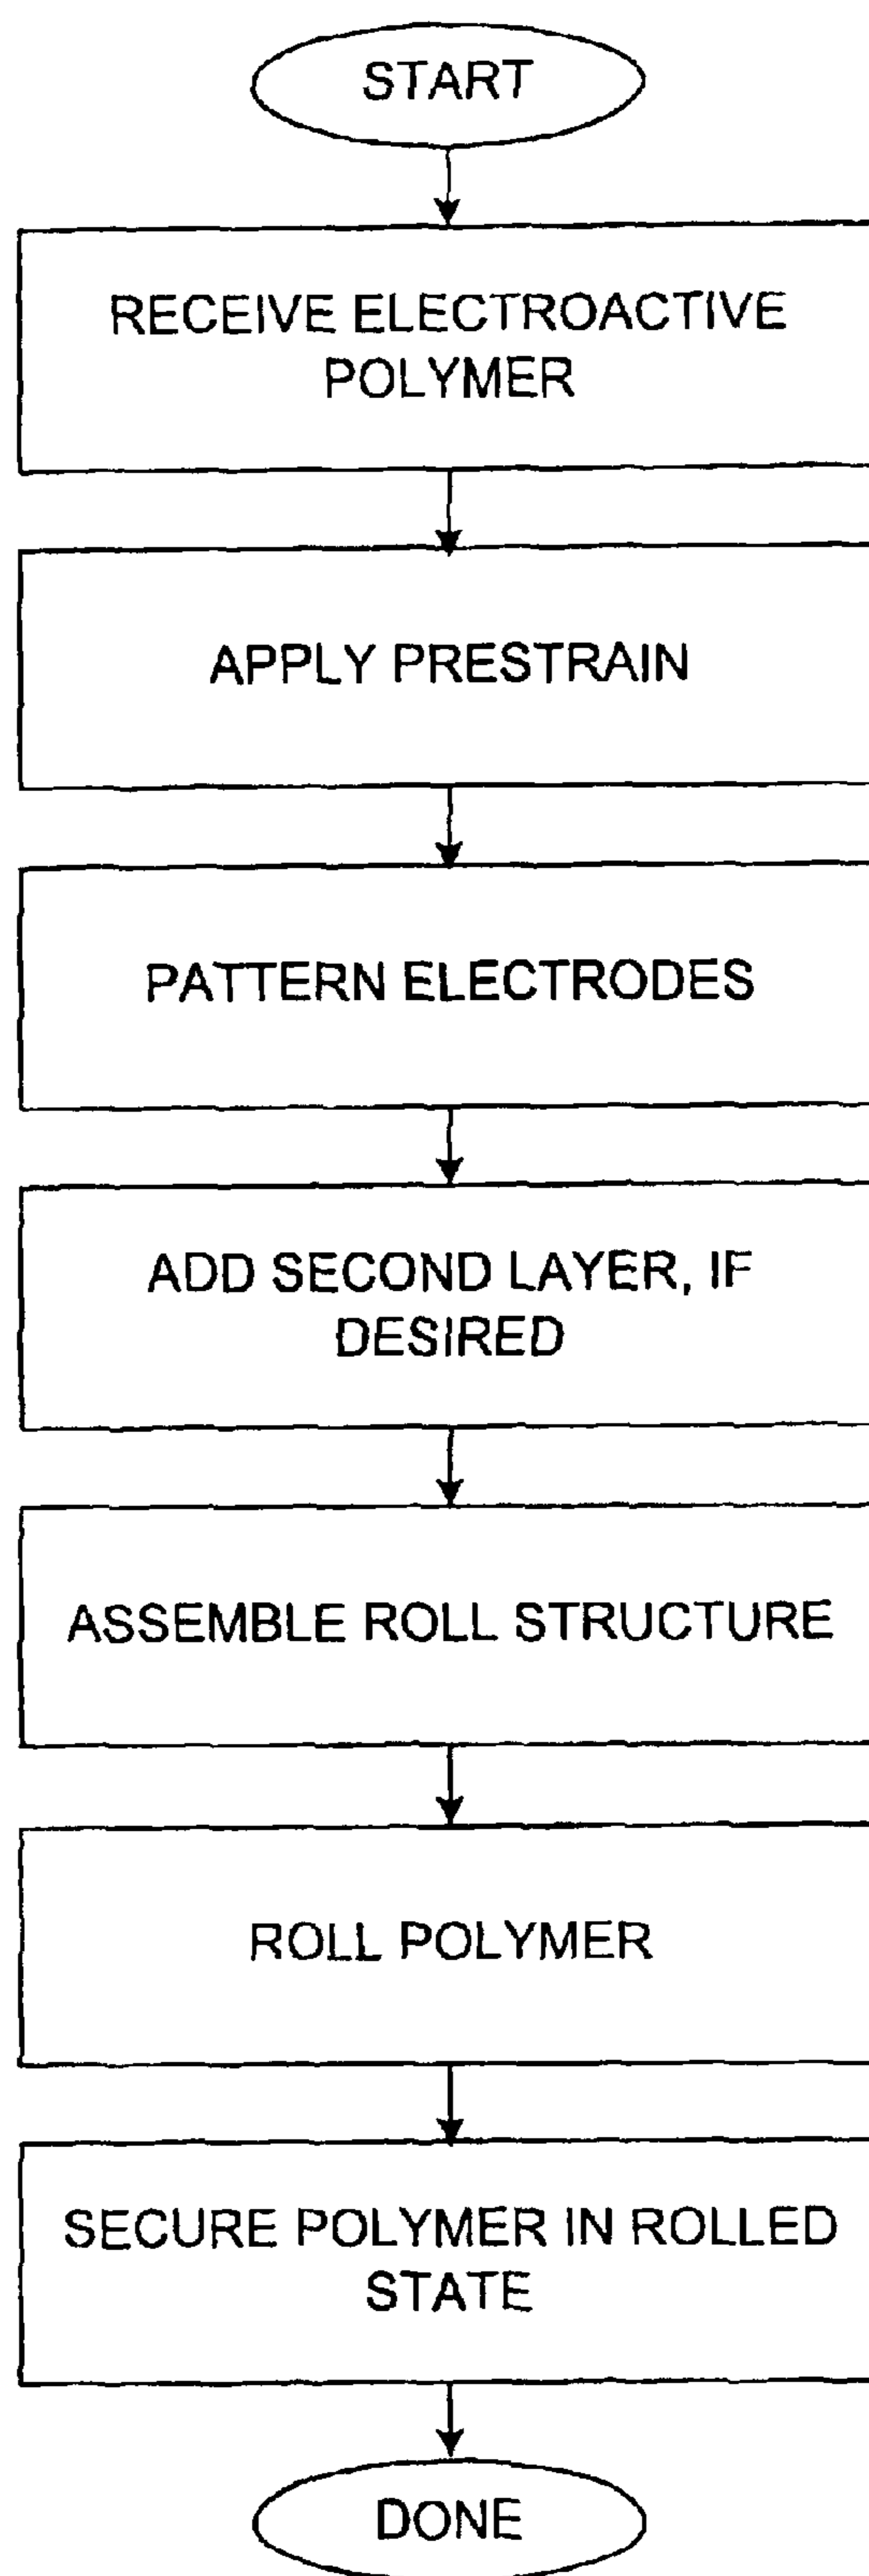 START
RECEIVE ELECTROACTIVE
POLYMER
APPLY PRESTRAIN
PATTERN ELECTRODES
ADD SECOND LAYER, IF
DESIRED
ASSEMBLE ROLL STRUCTURE
ROLL POLYMER
SECURE POLYMER IN ROLLED
STATE
DONE